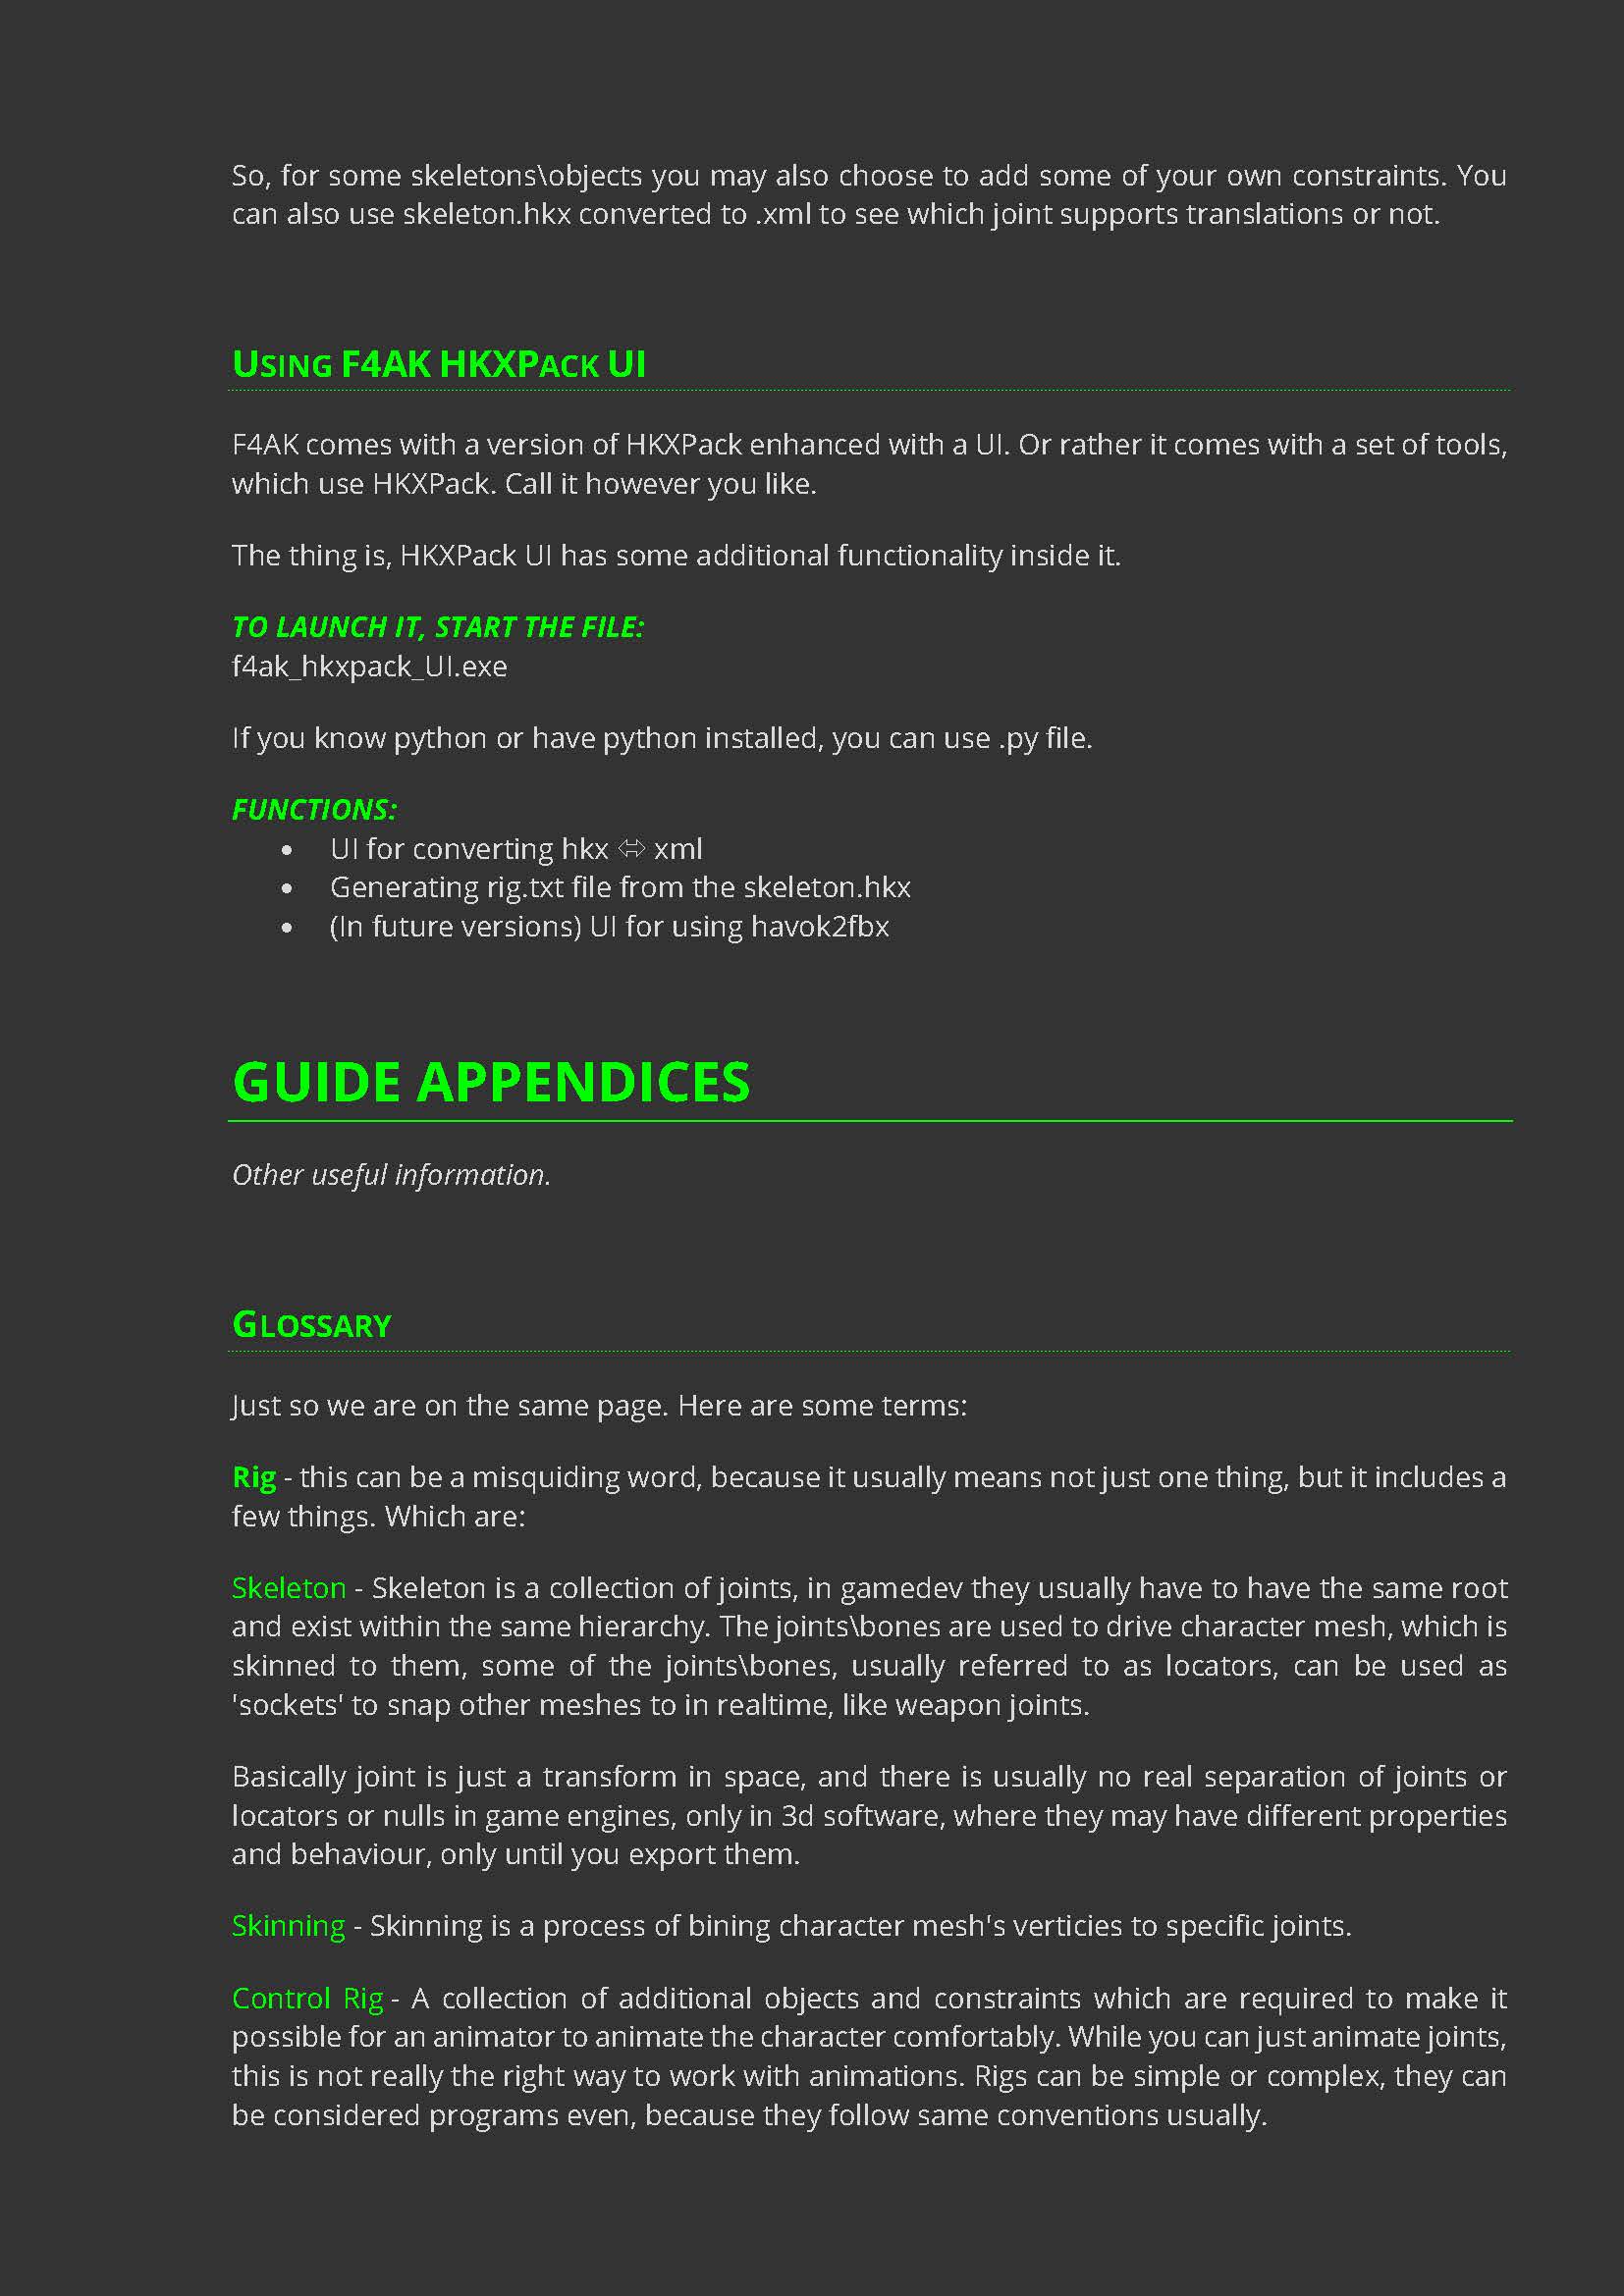 So, for some skeletons\objects you may also choose to add some of your own constraints. You
can also use skeleton.hkx converted to .xml to see which joint supports translations or not.
USING F4AK HKXPACK UI
F4AK comes with a version of HKXPack enhanced with a UI. Or rather it comes with a set of tools,
which use HKXPack. Call it however you like.
The thing is, HKXPack UI has some additional functionality inside it.
TO LAUNCH IT, START THE FILE:
f4ak_hkxpack_UI.exe
If you know python or have python installed, you can use .py file.
FUNCTIONS:
• UI for converting hkx ⬄ xml
• Generating rig.txt file from the skeleton.hkx
• (In future versions) UI for using havok2fbx
GUIDE APPENDICES
Other useful information.
GLOSSARY
Just so we are on the same page. Here are some terms:
Rig - this can be a misquiding word, because it usually means not just one thing, but it includes a
few things. Which are:
Skeleton - Skeleton is a collection of joints, in gamedev they usually have to have the same root
and exist within the same hierarchy. The joints\bones are used to drive character mesh, which is
skinned to them, some of the joints\bones, usually referred to as locators, can be used as
'sockets' to snap other meshes to in realtime, like weapon joints.
Basically joint is just a transform in space, and there is usually no real separation of joints or
locators or nulls in game engines, only in 3d software, where they may have different properties
and behaviour, only until you export them.
Skinning - Skinning is a process of bining character mesh's verticies to specific joints.
Control Rig - A collection of additional objects and constraints which are required to make it
possible for an animator to animate the character comfortably. While you can just animate joints,
this is not really the right way to work with animations. Rigs can be simple or complex, they can
be considered programs even, because they follow same conventions usually.